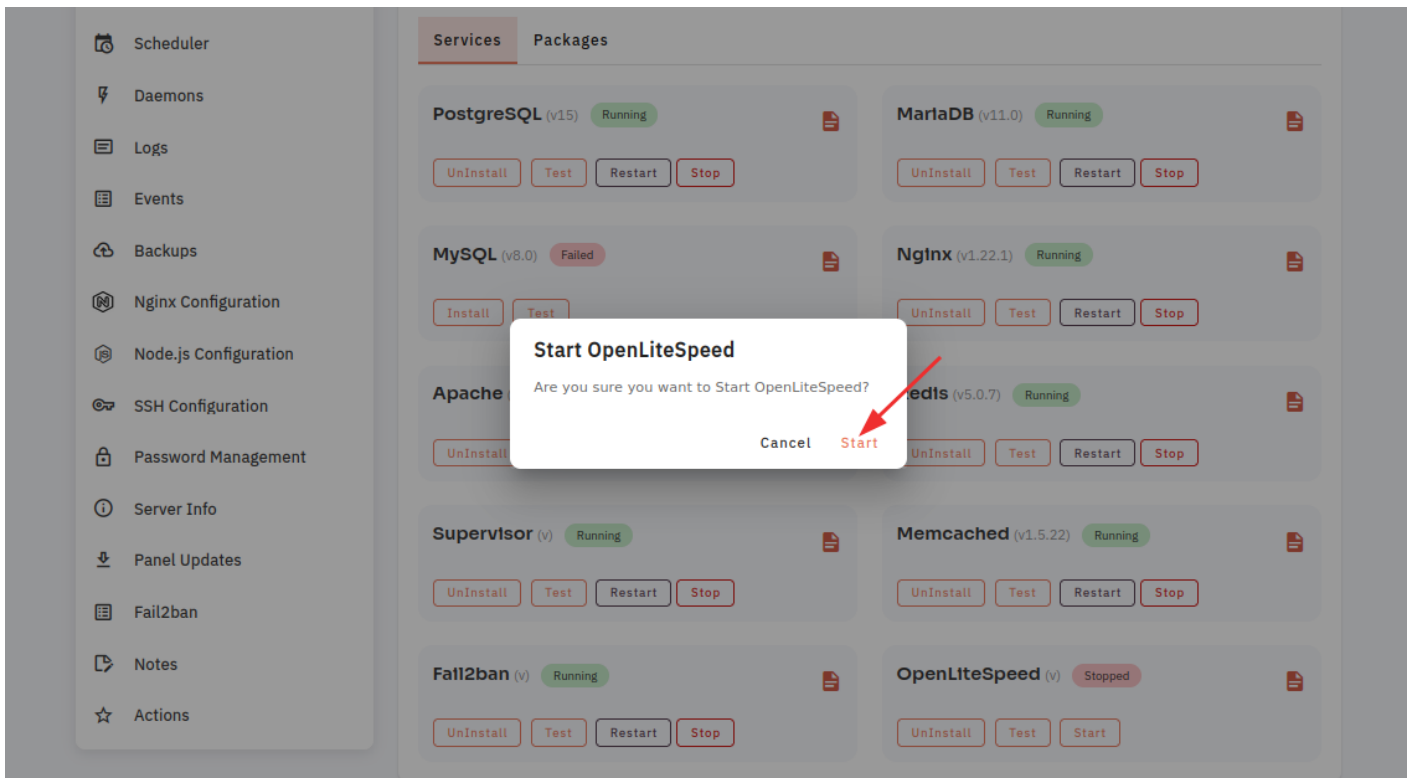 Scheduler
Daemons
Logs
Events
Backups
Nginx Configuration
Node.js Configuration
SSH Configuration
Password Management
Server Info
Panel Updates
Fail2ban
Notes
Actions
Services Packages
PostgreSQL (v15) Running
UnInstall Test Restart Stop
MariaDB (v11.0) Running
UnInstall Test Restart Stop
MySQL (v8.0) Failed
Install Test
Nginx (v1.22.1) Running
UnInstall Test Restart Stop
Apache
UnInstall
edis (v5.0.7) Running
UnInstall Test Restart Stop
Start OpenLiteSpeed
Are you sure you want to Start OpenLiteSpeed?
Cancel Start
Supervisor (v) Running
UnInstall Test Restart Stop
Memcached (v1.5.22) Running
UnInstall Test Restart Stop
Fail2ban (v) Running
UnInstall Test Restart Stop
OpenLiteSpeed (v) Stopped
UnInstall Test Start